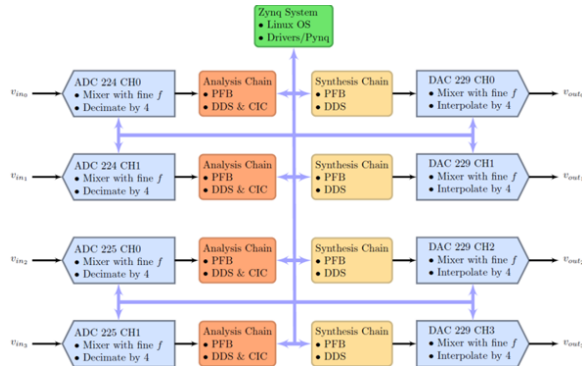 Zynq System
• Linux OS
• Drivers/Pynq
v_in0
ADC 224 CH0
• Mixer with fine f
• Decimate by 4
Analysis Chain
• PFB
• DDS & CIC
Synthesis Chain
• PFB
• DDS
DAC 229 CH0
• Mixer with fine f
• Interpolate by 4
v_out
v_in1
ADC 224 CH1
• Mixer with fine f
• Decimate by 4
Analysis Chain
• PFB
• DDS & CIC
Synthesis Chain
• PFB
• DDS
DAC 229 CH1
• Mixer with fine f
• Interpolate by 4
v_out
v_in2
ADC 225 CH0
• Mixer with fine f
• Decimate by 4
Analysis Chain
• PFB
• DDS & CIC
Synthesis Chain
• PFB
• DDS
DAC 229 CH2
• Mixer with fine f
• Interpolate by 4
v_out
v_in3
ADC 225 CH1
• Mixer with fine f
• Decimate by 4
Analysis Chain
• PFB
• DDS & CIC
Synthesis Chain
• PFB
• DDS
DAC 229 CH3
• Mixer with fine f
• Interpolate by 4
v_out